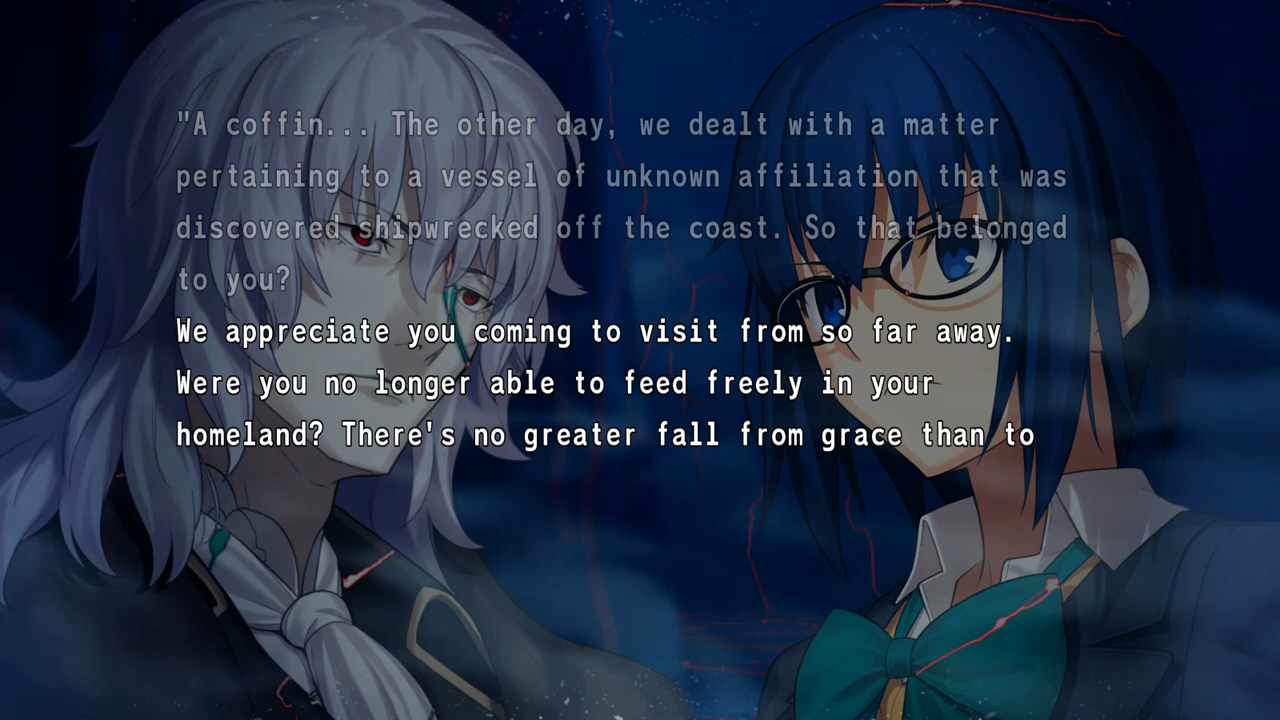 "A coffin... The other day, we dealt with a matter
pertaining to a vessel of unknown affiliation that was
discovered shipwrecked off the coast. So that belonged
to you?
We appreciate you coming to visit from so far away.
Were you no longer able to feed freely in your
homeland? There's no greater fall from grace than to